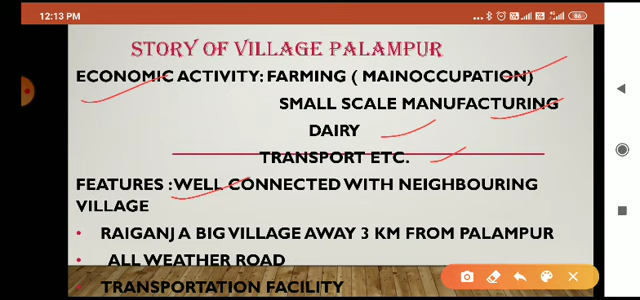 12:13 PM
86
STORY OF VILLAGE PALAMPUR
ECONOMIC ACTIVITY: FARMING ( MAINOCCUPATION)
SMALL SCALE MANUFACTURING
DAIRY
TRANSPORT ETC.
FEATURES :WELL CONNECTED WITH NEIGHBOURING
VILLAGE
• RAIGANJ A BIG VILLAGE AWAY 3 KM FROM PALAMPUR
• ALL WEATHER ROAD
• TRANSPORTATION FACILITY